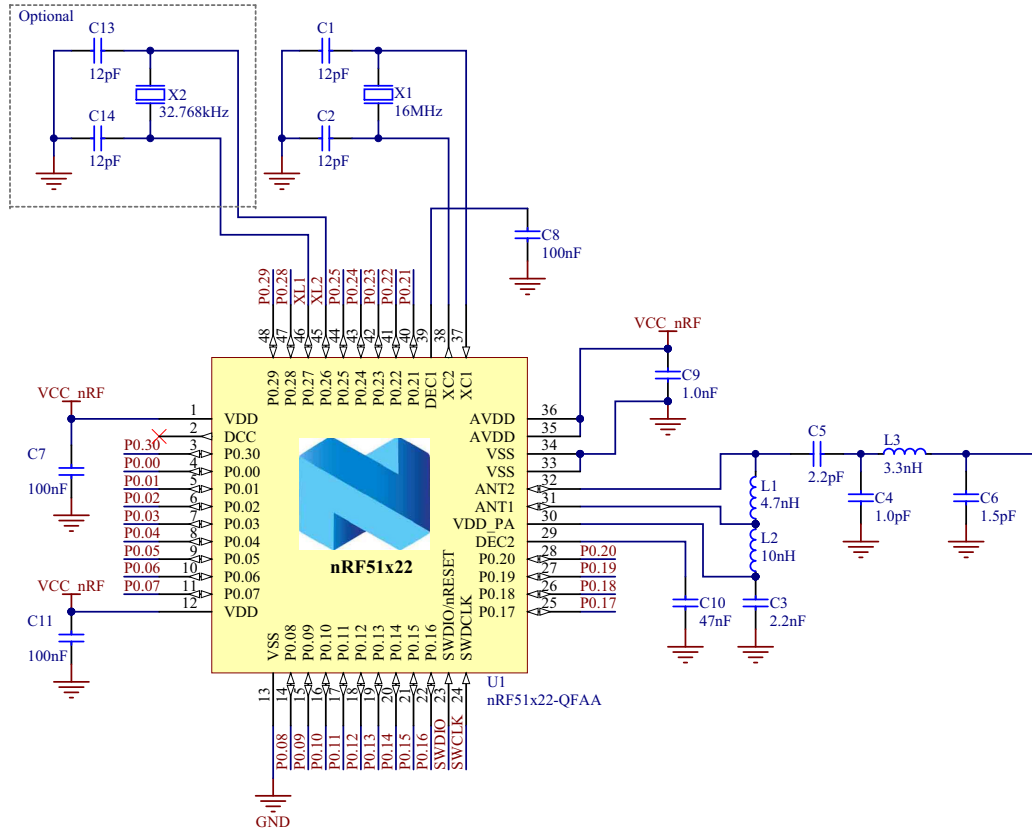 Optional
C13
12pF
X2
32.768kHz
C14
12pF
C1
12pF
X1
16MHz
C2
12pF
C8
100nF
P0.29
P0.28
XL1
XL2
P0.25
P0.24
P0.23
P0.22
P0.21
48
47
46
45
44
43
42
41
40
39
38
37
P0.29
P0.28
P0.27
P0.26
P0.25
P0.24
P0.23
P0.22
P0.21
DEC1
XC2
XC1
VCC_nRF
C9
1.0nF
VCC_nRF
C7
100nF
1 VDD
2 DCC
P0.30 3 P0.30
P0.00 4 P0.00
P0.01 5 P0.01
P0.02 6 P0.02
P0.03 7 P0.03
P0.04 8 P0.04
P0.05 9 P0.05
P0.06 10 P0.06
P0.07 11 P0.07
12 VDD
VCC_nRF
C11
100nF
nRF51x22
AVDD 36
AVDD 35
VSS 34
VSS 33
ANT2 32
ANT1 31
VDD_PA 30
DEC2 29
P0.20 28 P0.20
P0.19 27 P0.19
P0.18 26 P0.18
P0.17 25 P0.17
C5
2.2pF
L3
3.3nH
L1
4.7nH
C4
1.0pF
C6
1.5pF
L2
10nH
C10
47nF
C3
2.2nF
VSS
P0.08
P0.09
P0.10
P0.11
P0.12
P0.13
P0.14
P0.15
P0.16
SWDIO/nRESET
SWDCLK
U1
nRF51x22-QFAA
13
14
15
16
17
18
19
20
21
22
23
24
P0.08
P0.09
P0.10
P0.11
P0.12
P0.13
P0.14
P0.15
P0.16
SWDIO
SWCLK
GND